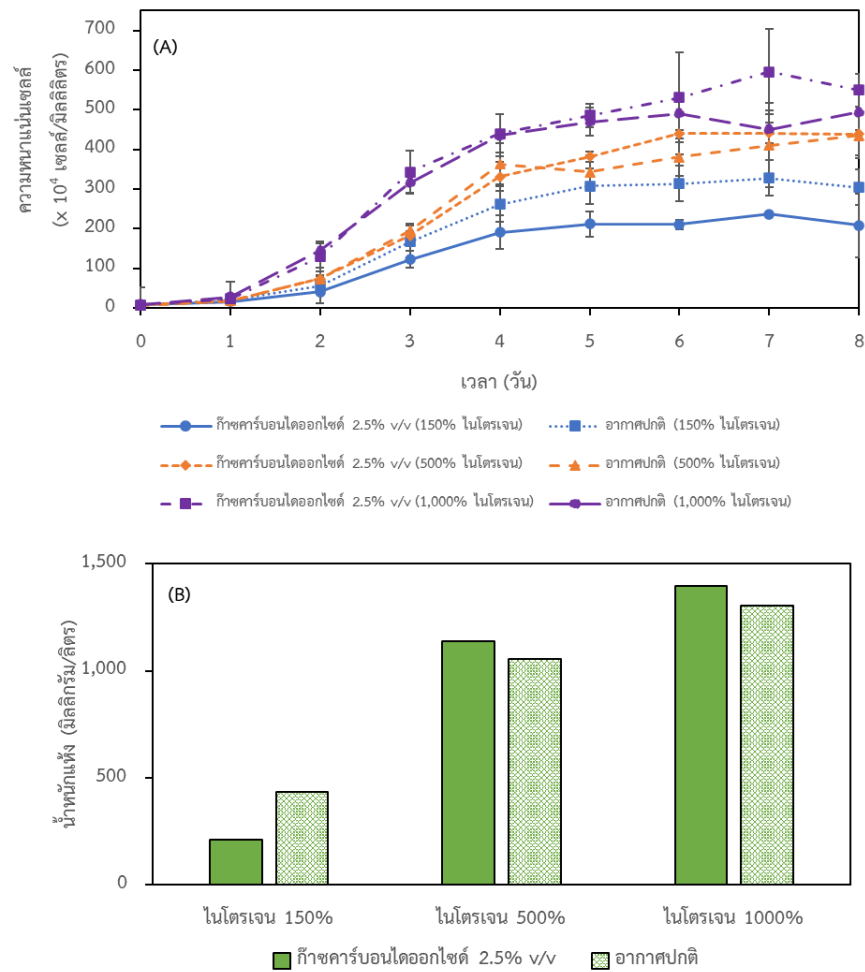 (A)
ความหนาแน่นเซลล์
(x 10⁴ เซลล์/มิลลิลิตร)
700
600
500
400
300
200
100
0
0 1 2 3 4 5 6 7 8
เวลา (วัน)
ก๊าซคาร์บอนไดออกไซด์ 2.5% v/v (150% ไนโตรเจน) อากาศปกติ (150% ไนโตรเจน)
ก๊าซคาร์บอนไดออกไซด์ 2.5% v/v (500% ไนโตรเจน) อากาศปกติ (500% ไนโตรเจน)
ก๊าซคาร์บอนไดออกไซด์ 2.5% v/v (1,000% ไนโตรเจน) อากาศปกติ (1,000% ไนโตรเจน)
(B)
น้ำหนักแห้ง (มิลลิกรัม/ลิตร)
1,500
1,000
500
0
ไนโตรเจน 150% ไนโตรเจน 500% ไนโตรเจน 1000%
ก๊าซคาร์บอนไดออกไซด์ 2.5% v/v อากาศปกติ